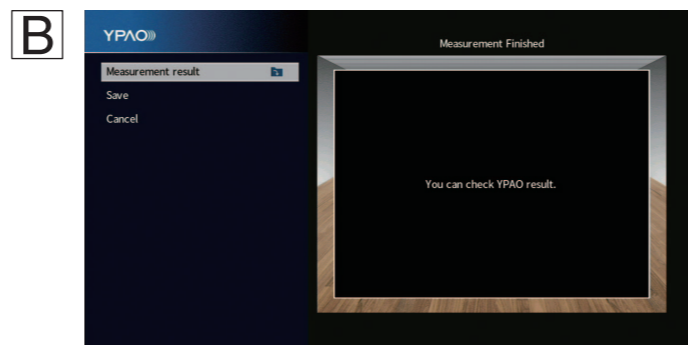 B
YPAO
Measurement Finished
Measurement result
Save
Cancel
You can check YPAO result.